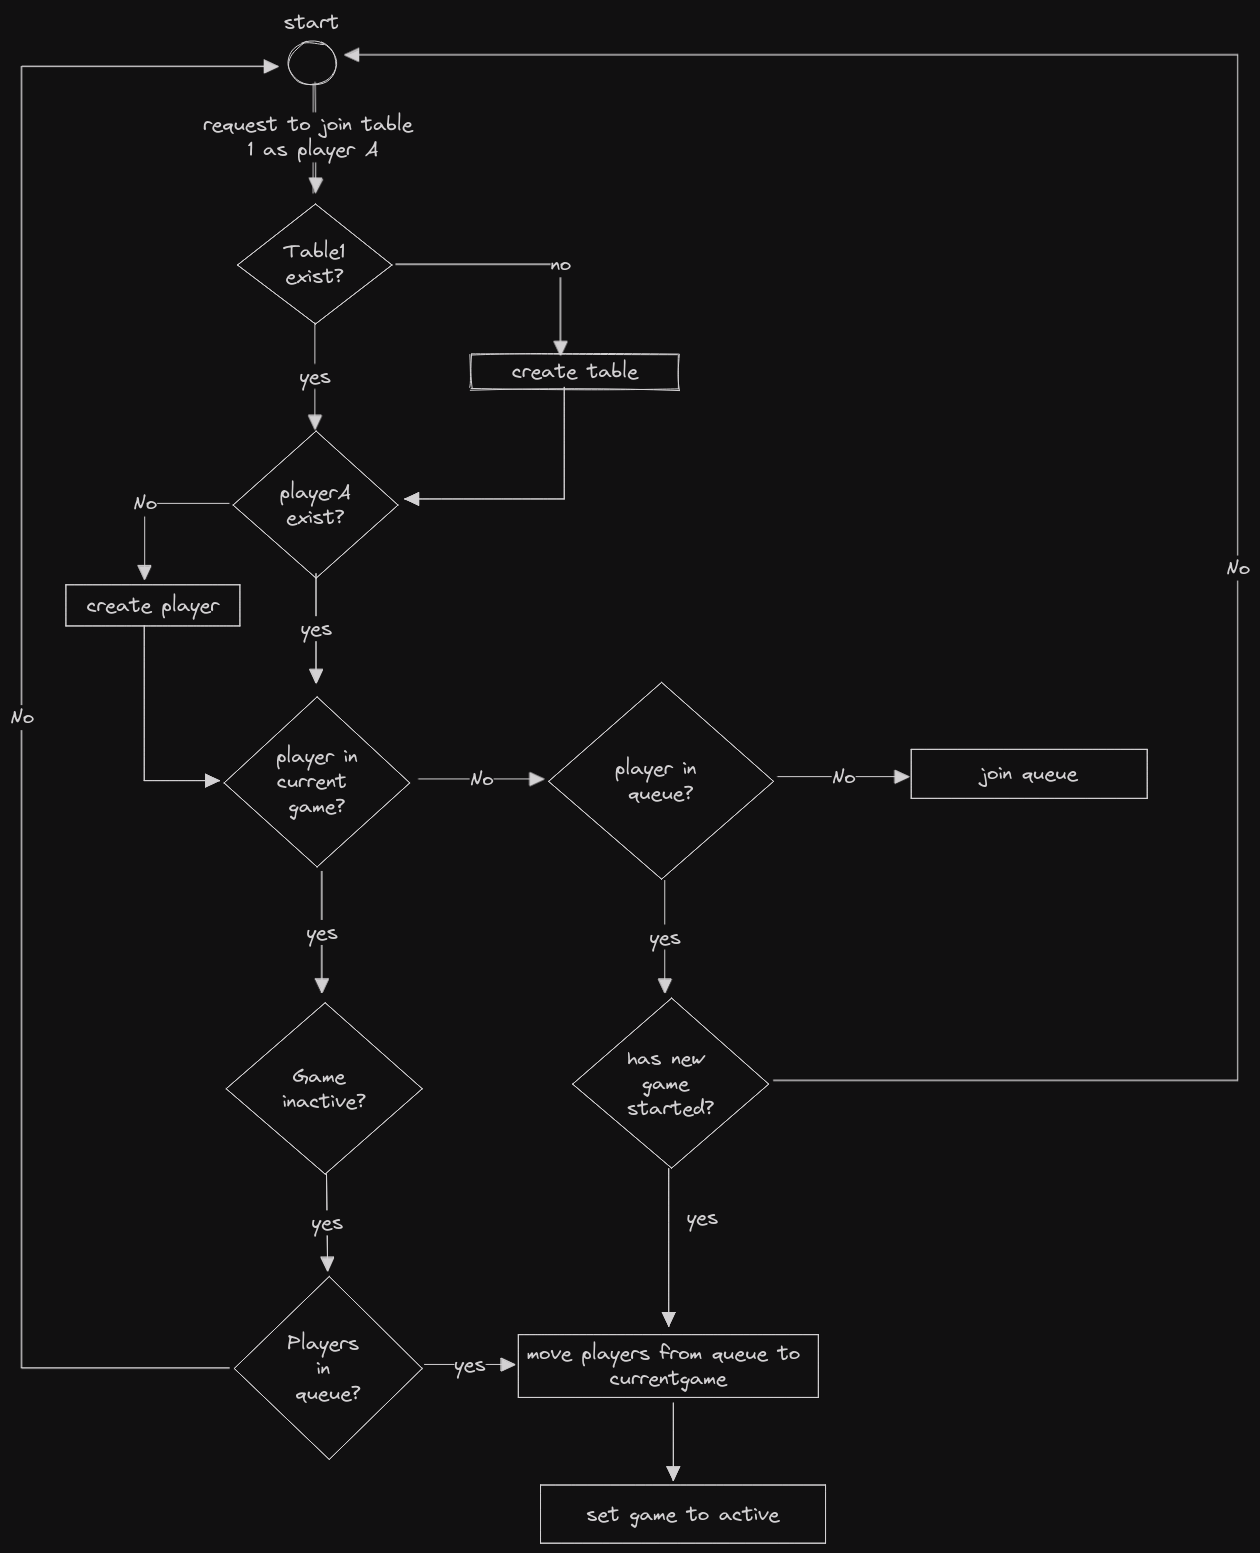 start
request to join table
1 as player A
Table1
exist?
no
create table
yes
playerA
exist?
No
create player
yes
No
No
player in
current
game?
No
player in
queue?
No
join queue
yes
yes
Game
inactive?
has new
game
started?
yes
yes
Players
in
queue?
yes
move players from queue to
currentgame
set game to active